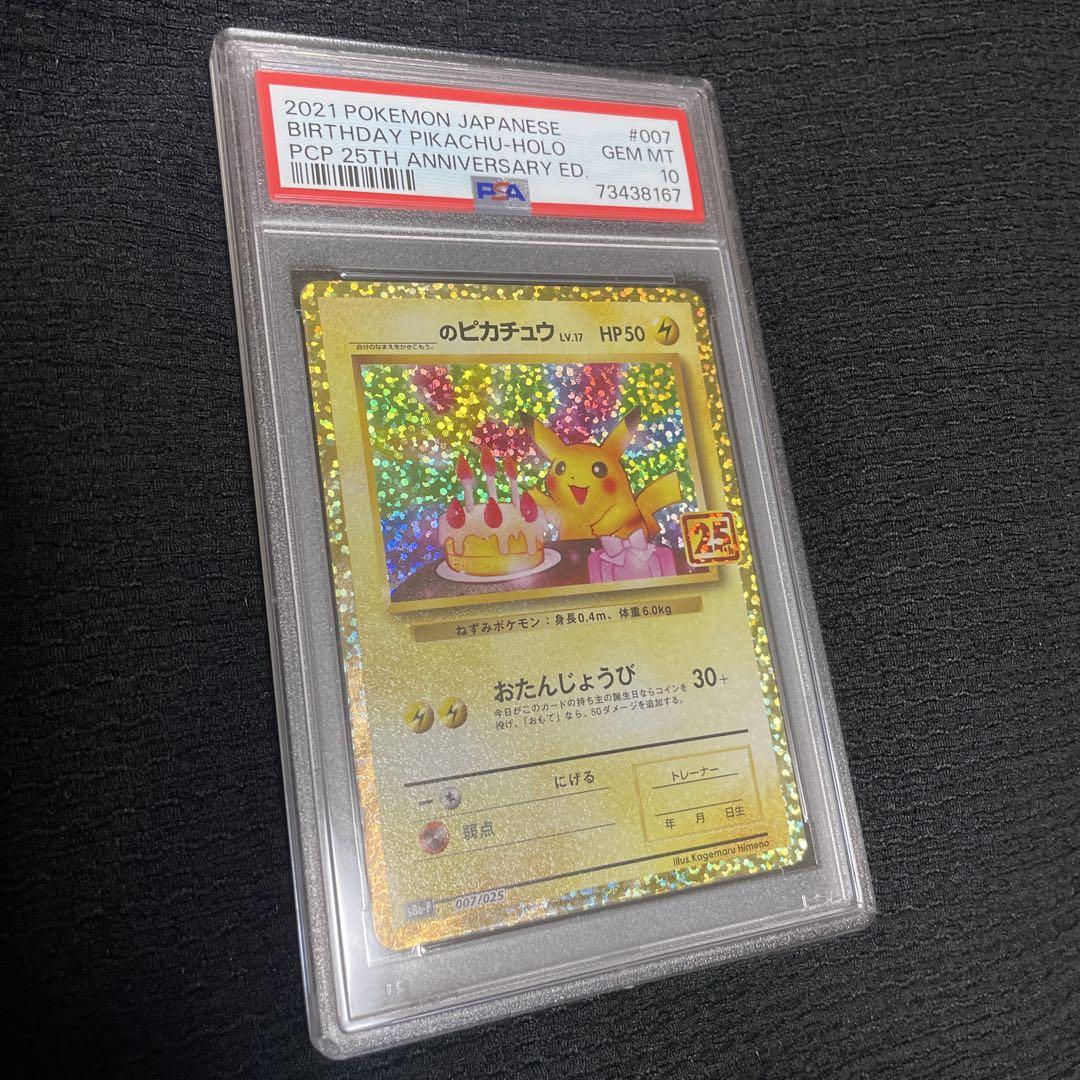 2021 POKEMON JAPANESE #007
BIRTHDAY PIKACHU-HOLO GEM MT
PCP 25TH ANNIVERSARY ED. 10
PSA 73438167
のピカチュウ LV.17 HP50
自分のなまえをかきこもう。
25th
ねずみポケモン：身長0.4m、体重6.0kg
おたんじょうび 30+
今日がこのカードの持ち主の誕生日ならコインを
投げ、「おもて」なら、50ダメージを追加する。
にげる
弱点
トレーナー
年 月 日生
illus.Kagemaru Himeno
s8a-P 007/025